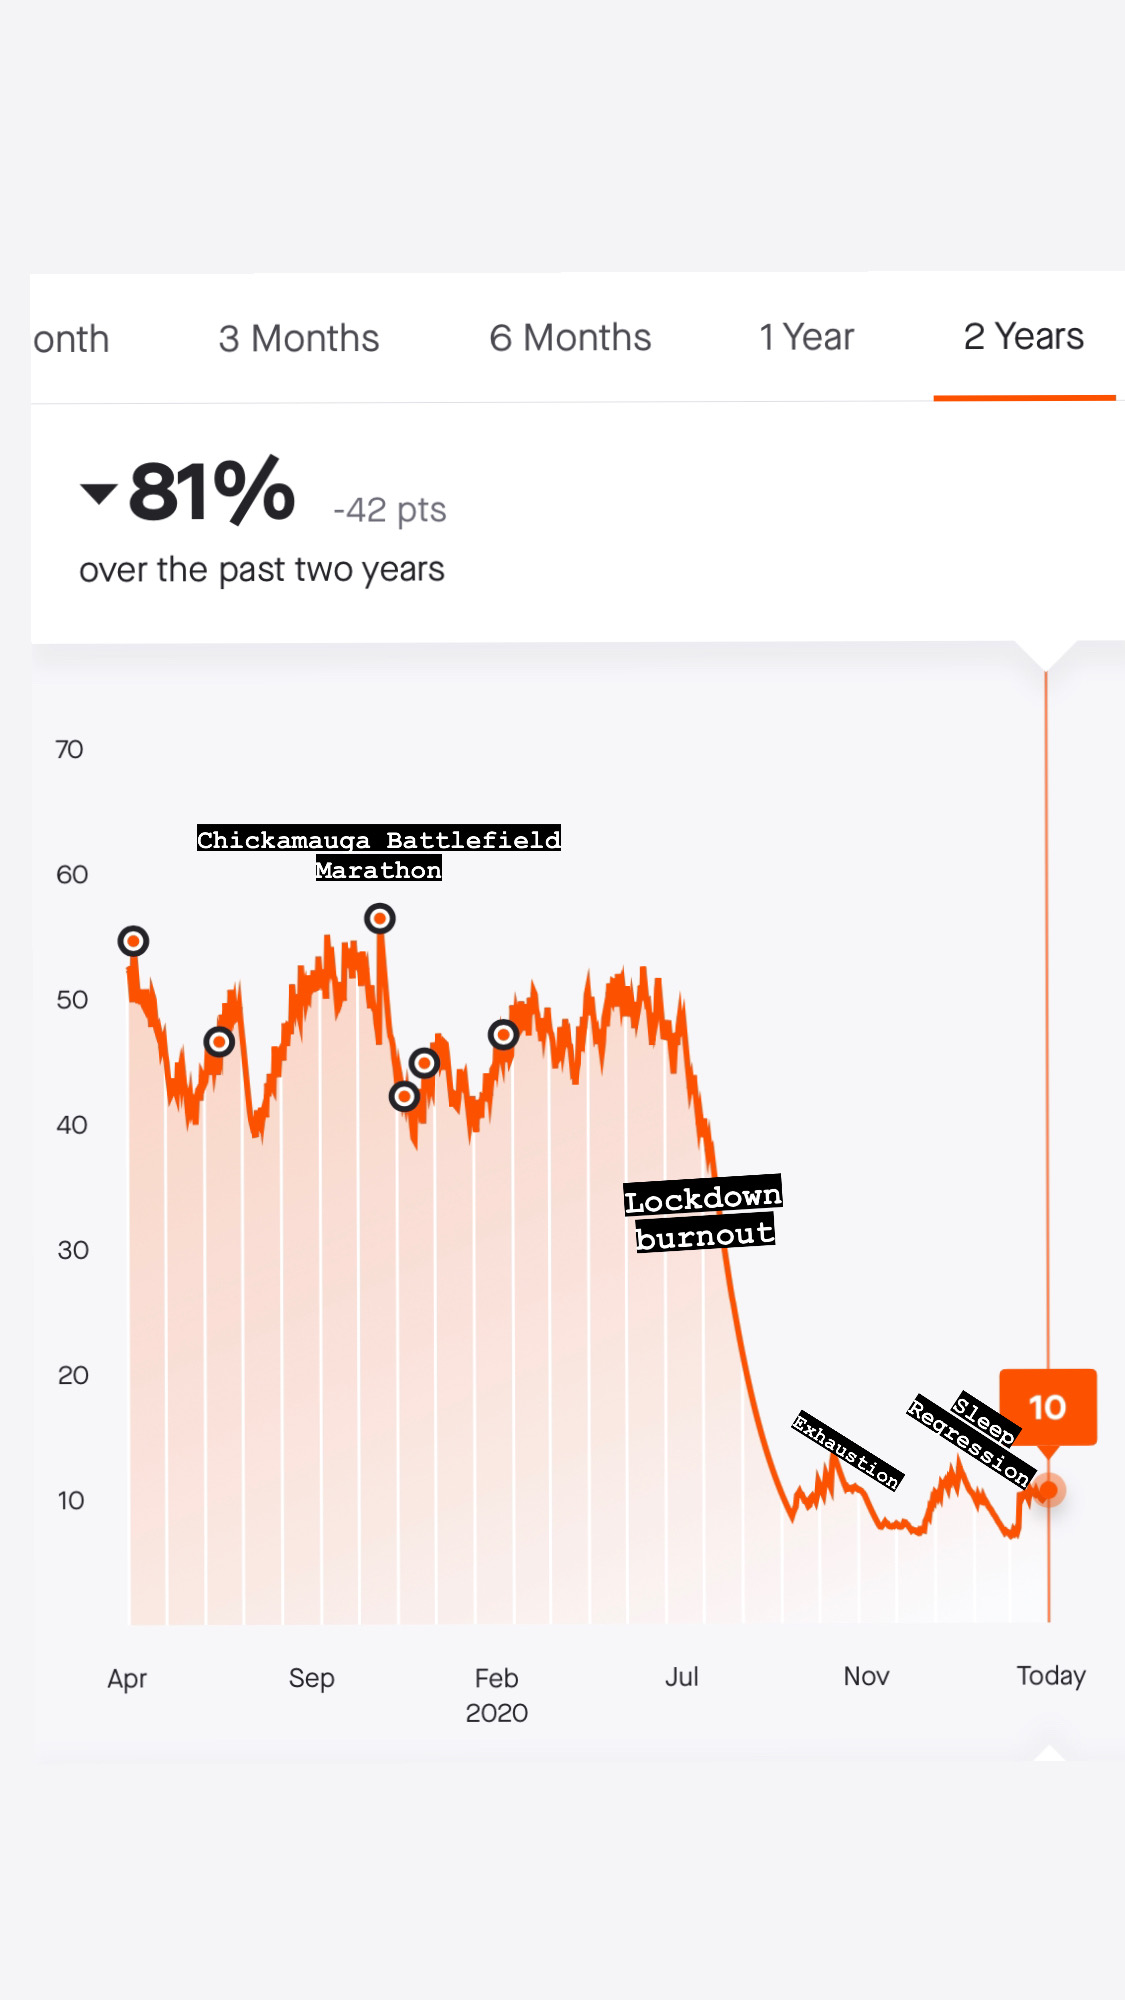 onth 3 Months 6 Months 1 Year 2 Years
81% -42 pts
over the past two years
70
Chickamauga Battlefield
Marathon
60
50
40
Lockdown
burnout
30
20
10
Sleep
Regression
Exhaustion
10
Apr Sep Feb Jul Nov Today
2020